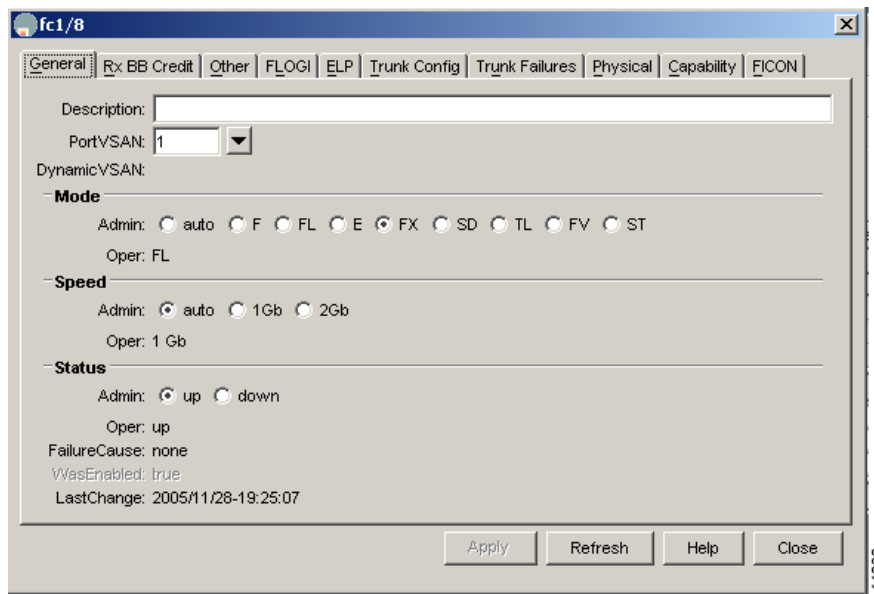 fc1/8
General Rx BB Credit Other FLOGI ELP Trunk Config Trunk Failures Physical Capability FICON
Description:
PortVSAN: 1
DynamicVSAN:
Mode
Admin: auto F FL E FX SD TL FV ST
Oper: FL
Speed
Admin: auto 1Gb 2Gb
Oper: 1 Gb
Status
Admin: up down
Oper: up
FailureCause: none
WasEnabled: true
LastChange: 2005/11/28-19:25:07
Apply Refresh Help Close